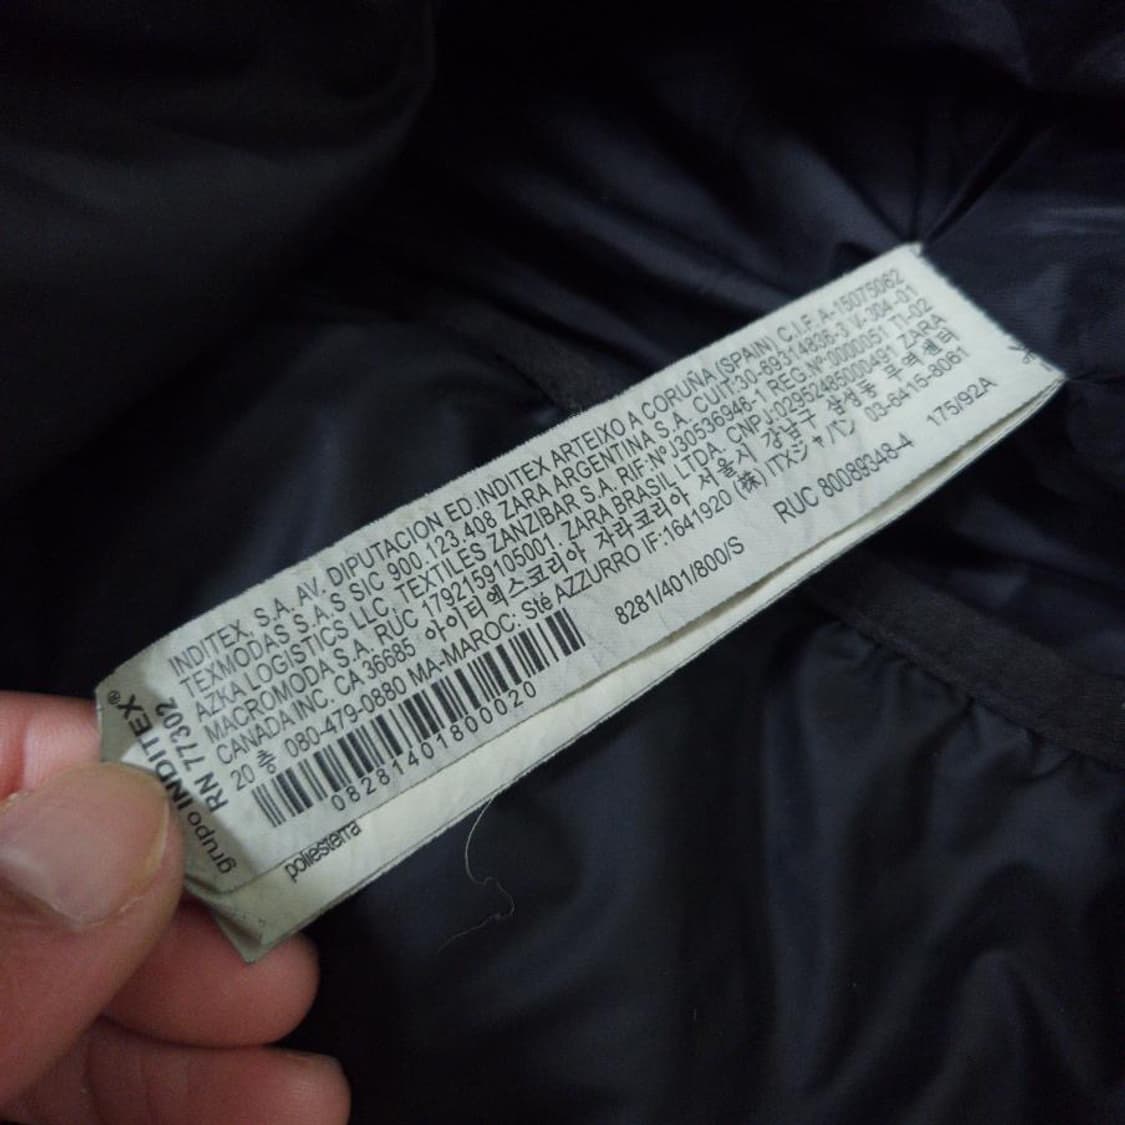 INDITEX, S.A. AV. DIPUTACION ED.INDITEX ARTEIXO A CORUÑA (SPAIN) C.I.F. A-15075062
TEXMODAS S.A.S SIC 900.123.408 ZARA ARGENTINA S.A. CUIT:30-69314836-3 V-304-01
AZKA LOGISTICS LLC, TEXTILES ZANZIBAR S.A. RIF:Nº J30536946-1 REG.Nº:0000051 TI-02
MACROMODA S.A. RUC 1792159105001. ZARA BRASIL LTDA. CNPJ:02952485000491 ZARA
CANADA INC. CA 36685 아이티엑스코리아 자라코리아 서울시 강남구 삼성동 무역센터
20 층 080-479-0880 MA-MAROC: Sté AZZURRO IF:1641920 (株) ITXジャパン 03-6415-8061
08281401800020
8281/401/800/S
RUC 80089348-4
175/92A
grupo INDITEX®
RN 77302
poliesterra